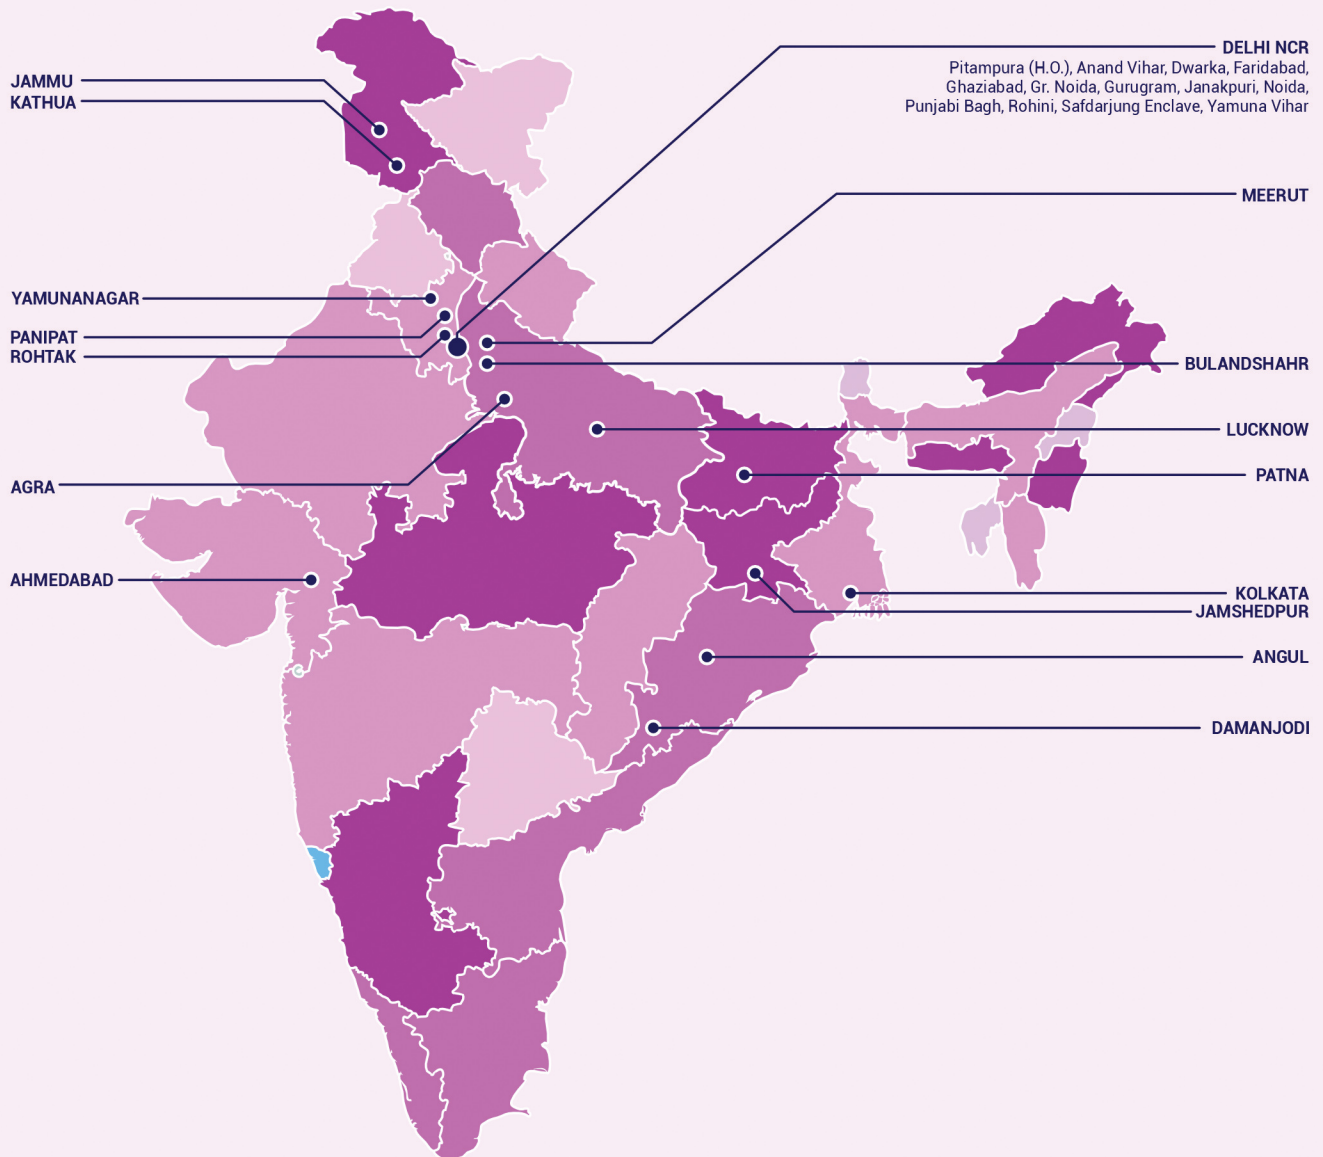 DELHI NCR
Pitampura (H.O.), Anand Vihar, Dwarka, Faridabad,
Ghaziabad, Gr. Noida, Gurugram, Janakpuri, Noida,
Punjabi Bagh, Rohini, Safdarjung Enclave, Yamuna Vihar
JAMMU
KATHUA
MEERUT
YAMUNANAGAR
PANIPAT
ROHTAK
BULANDSHAHR
LUCKNOW
PATNA
AGRA
AHMEDABAD
KOLKATA
JAMSHEDPUR
ANGUL
DAMANJODI